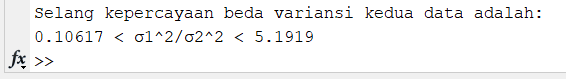 Selang kepercayaan beda variansi kedua data adalah:
0.10617 < σ1^2/σ2^2 < 5.1919
fx >>